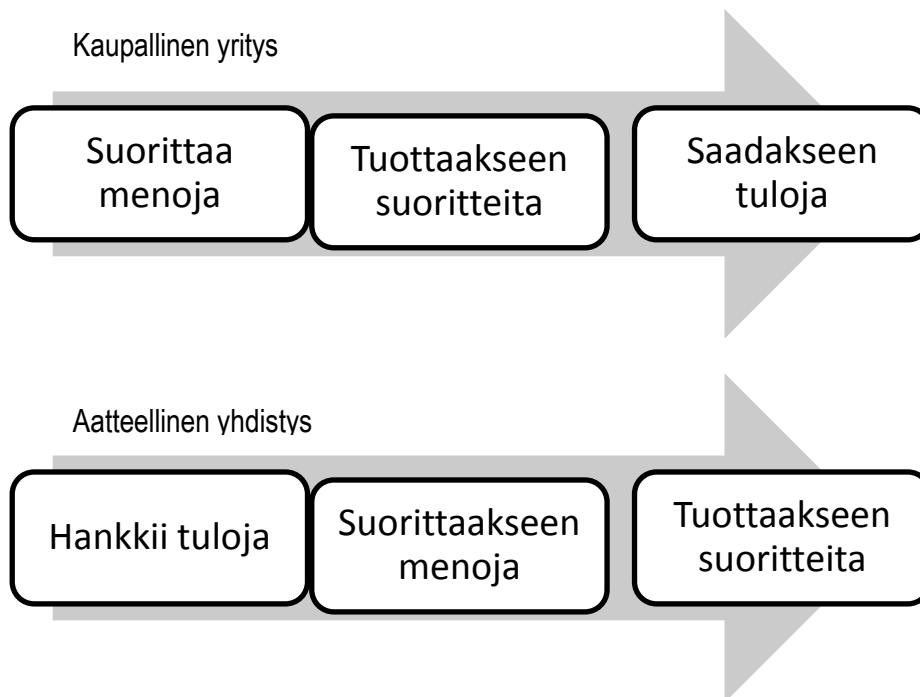 Kaupallinen yritys
Suorittaa
menoja
Tuottaakseen
suoritteita
Saadakseen
tuloja
Aatteellinen yhdistys
Hankkii tuloja
Suorittaakseen
menoja
Tuottaakseen
suoritteita